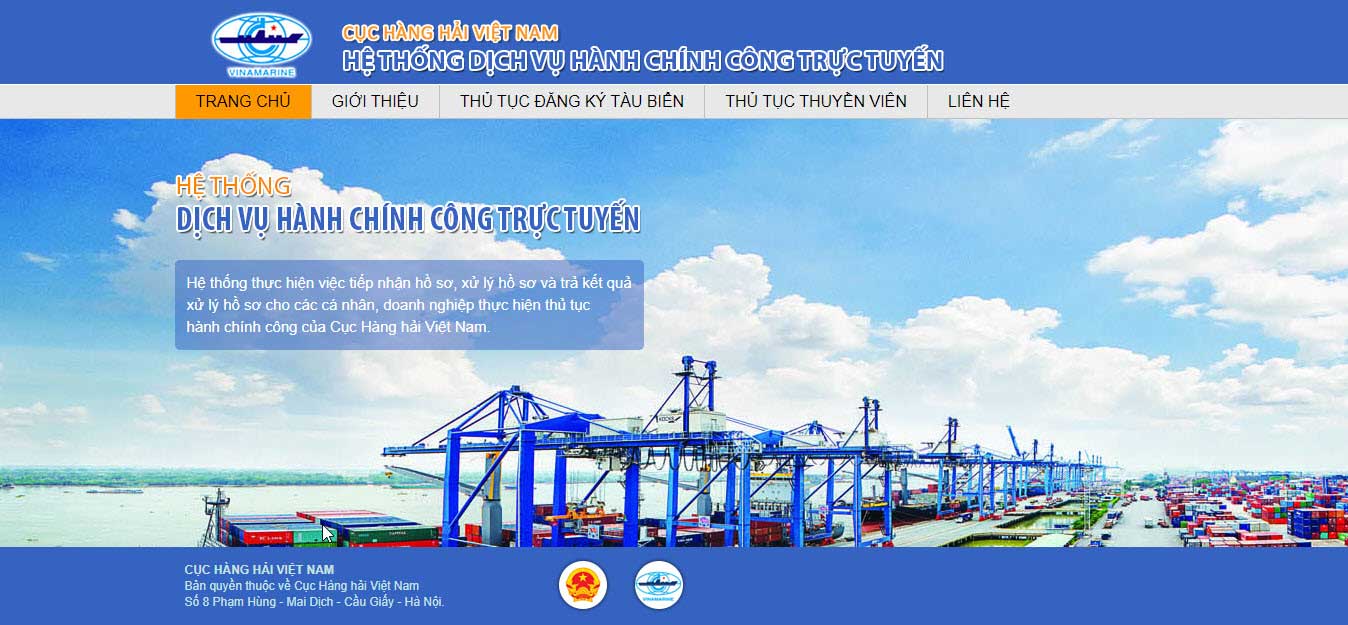 VINAMARINE
CỤC HÀNG HẢI VIỆT NAM
HỆ THỐNG DỊCH VỤ HÀNH CHÍNH CÔNG TRỰC TUYẾN
TRANG CHỦ
GIỚI THIỆU
THỦ TỤC ĐĂNG KÝ TÀU BIỂN
THỦ TỤC THUYỀN VIÊN
LIÊN HỆ
HỆ THỐNG
DỊCH VỤ HÀNH CHÍNH CÔNG TRỰC TUYẾN
Hệ thống thực hiện việc tiếp nhận hồ sơ, xử lý hồ sơ và trả kết quả
xử lý hồ sơ cho các cá nhân, doanh nghiệp thực hiện thủ tục
hành chính công của Cục Hàng hải Việt Nam.
CỤC HÀNG HẢI VIỆT NAM
Bản quyền thuộc về Cục Hàng hải Việt Nam
Số 8 Phạm Hùng - Mai Dịch - Cầu Giấy - Hà Nội.
VINAMARINE